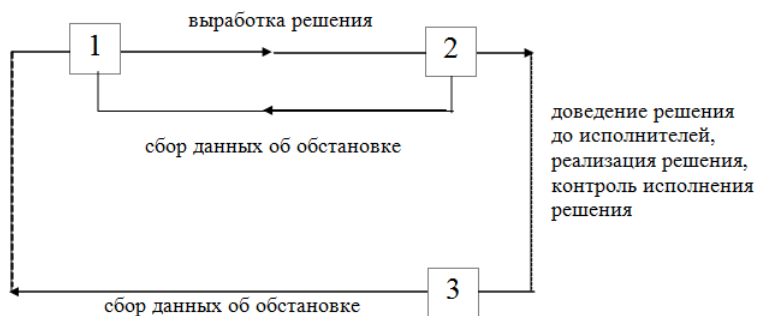 выработка решения
1
2
сбор данных об обстановке
доведение решения
до исполнителей,
реализация решения,
контроль исполнения
решения
3
сбор данных об обстановке